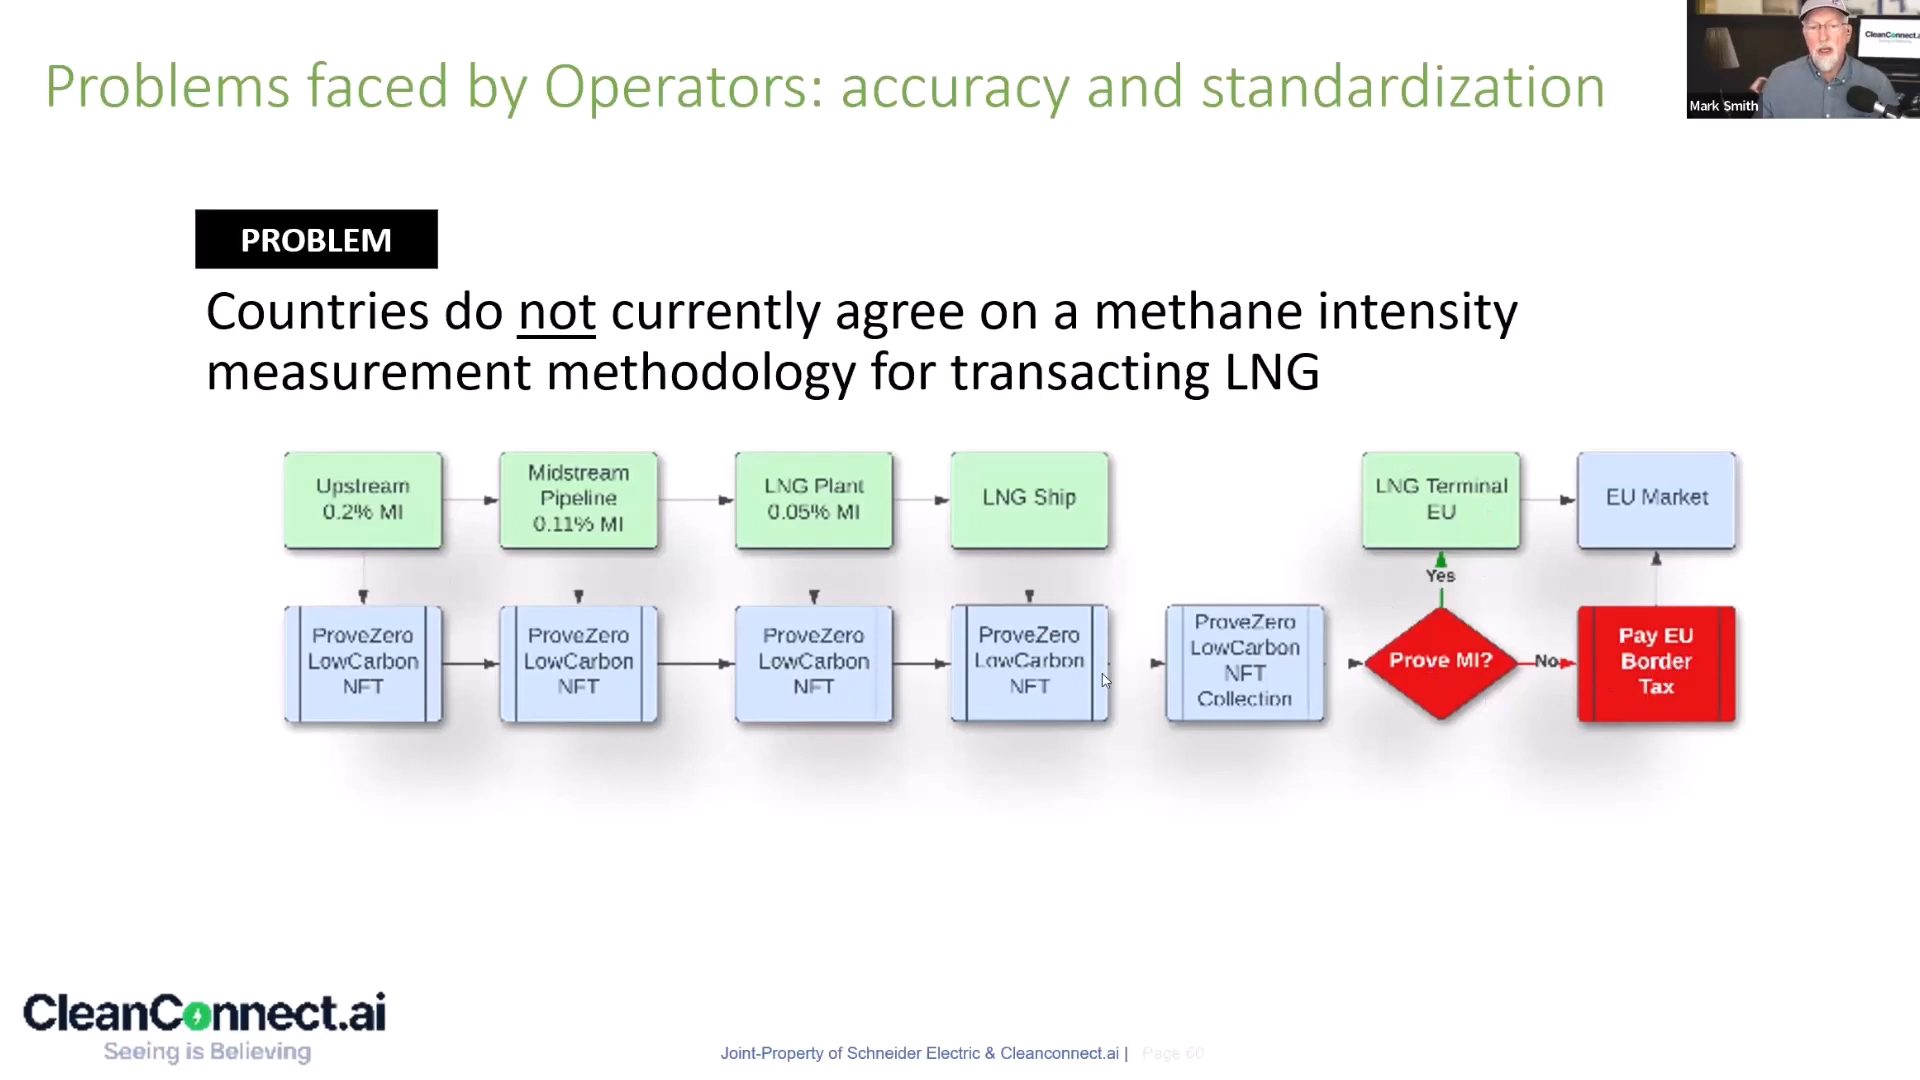 Problems faced by Operators: accuracy and standardization
CleanConnect.a
Mark Smith
PROBLEM
Countries do not currently agree on a methane intensity
measurement methodology for transacting LNG
Upstream
0.2% MI
Midstream
Pipeline
0.11% MI
LNG Plant
0.05% MI
LNG Ship
LNG Terminal
EU
EU Market
Yes
ProveZero
LowCarbon
NFT
ProveZero
LowCarbon
NFT
ProveZero
LowCarbon
NFT
ProveZero
LowCarbon
NFT
ProveZero
LowCarbon
NFT
Collection
Prove MI?
No
Pay EU
Border
Tax
CleanConnect.ai
Seeing is Believing
Joint-Property of Schneider Electric & Cleanconnect.ai | Page 60